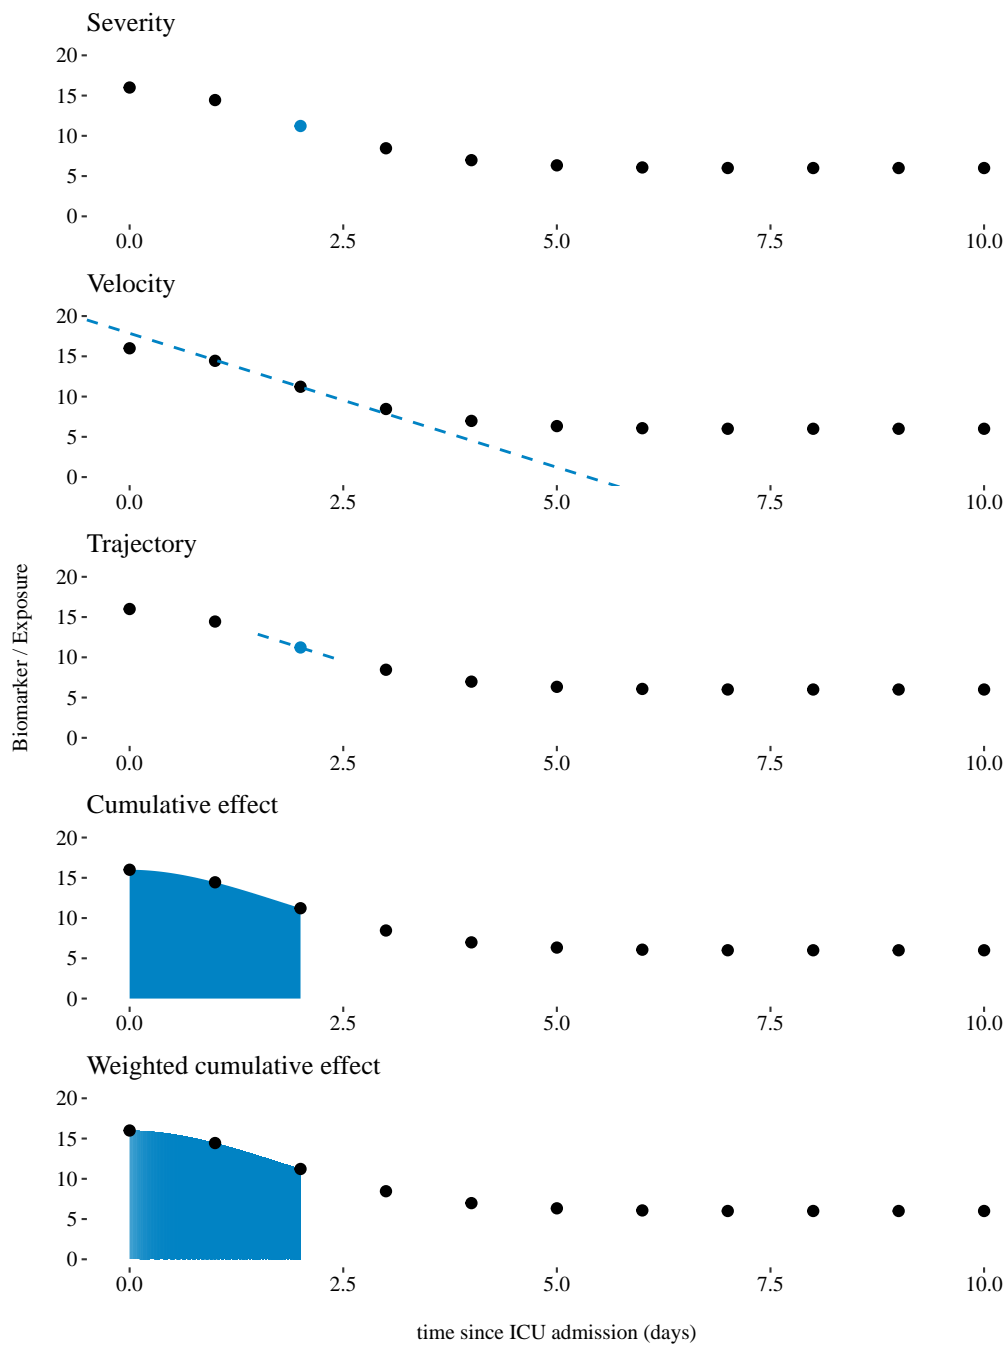 Severity
20
15
10
5
0
0.0 2.5 5.0 7.5 10.0
Velocity
20
15
10
5
0
0.0 2.5 5.0 7.5 10.0
Trajectory
20
15
10
5
0
0.0 2.5 5.0 7.5 10.0
Cumulative effect
20
15
10
5
0
0.0 2.5 5.0 7.5 10.0
Weighted cumulative effect
20
15
10
5
0
0.0 2.5 5.0 7.5 10.0
Biomarker / Exposure
time since ICU admission (days)